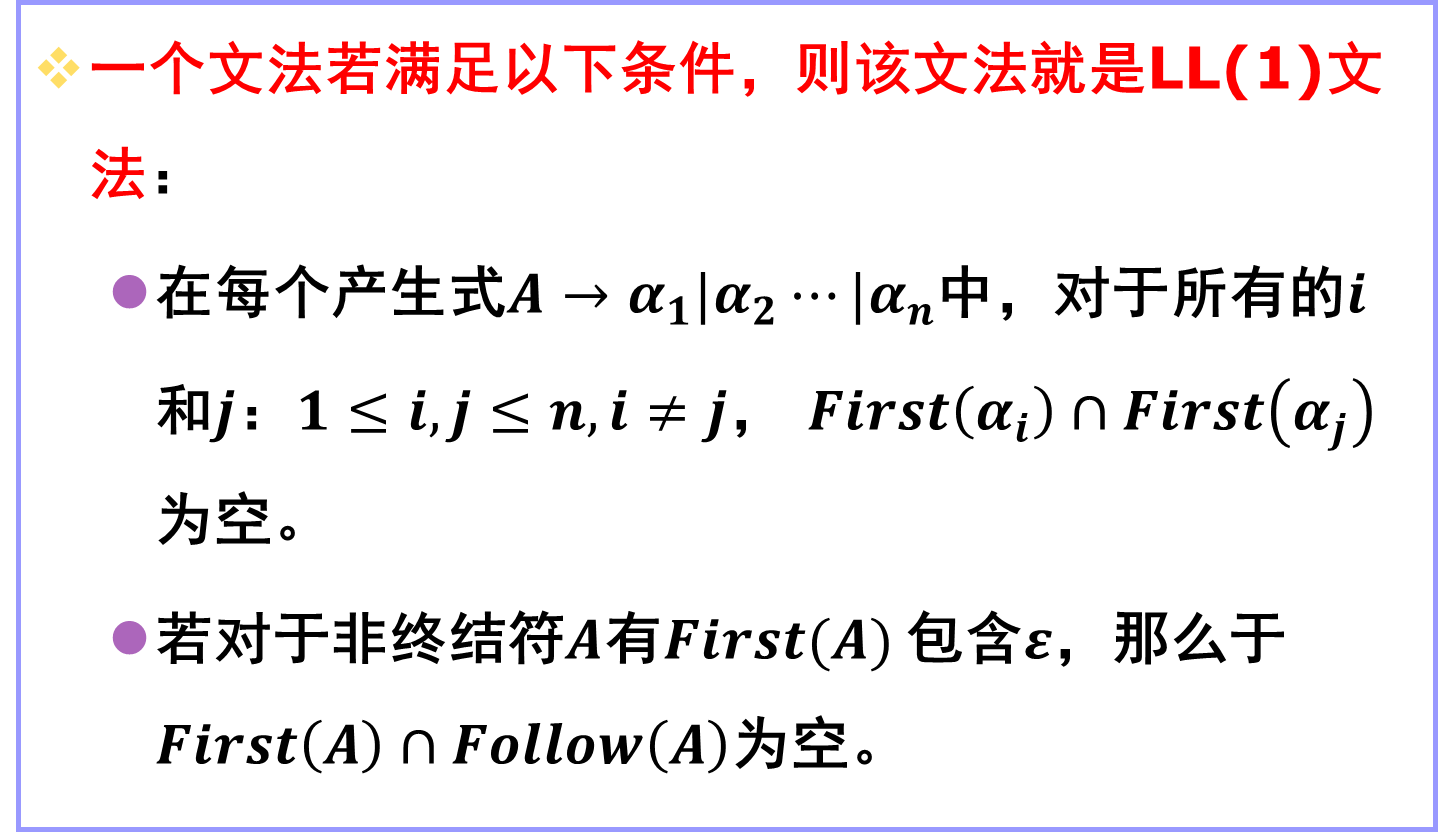 一个文法若满足以下条件，则该文法就是LL(1)文
法：
在每个产生式A → α₁|α₂ ⋯ |αₙ中，对于所有的i
和j：1 ≤ i, j ≤ n, i ≠ j， First(αᵢ) ∩ First(αⱼ)
为空。
若对于非终结符A有First(A) 包含ε，那么于
First(A) ∩ Follow(A)为空。